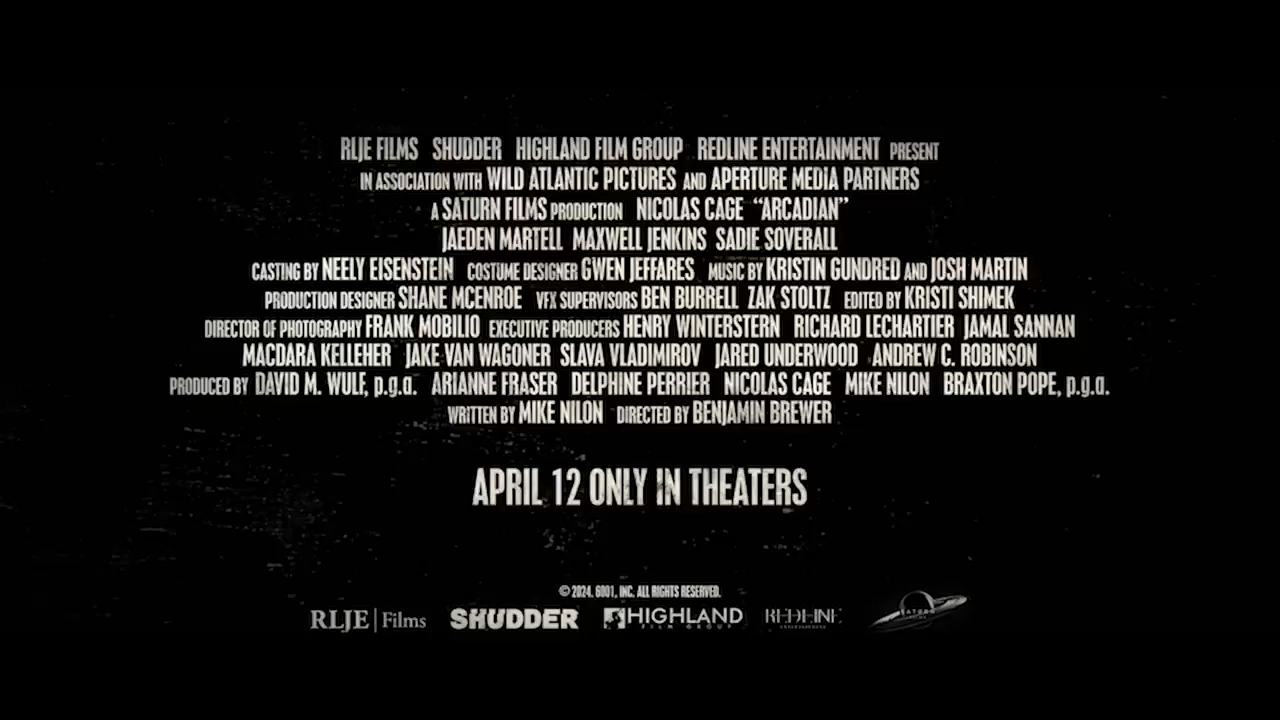 RLJE FILMS SHUDDER HIGHLAND FILM GROUP REDLINE ENTERTAINMENT PRESENT
IN ASSOCIATION WITH WILD ATLANTIC PICTURES AND APERTURE MEDIA PARTNERS
A SATURN FILMS PRODUCTION NICOLAS CAGE “ARCADIAN”
JAEDEN MARTELL MAXWELL JENKINS SADIE SOVERALL
CASTING BY NEELY EISENSTEIN COSTUME DESIGNER GWEN JEFFARES MUSIC BY KRISTIN GUNDRED AND JOSH MARTIN
PRODUCTION DESIGNER SHANE MCENROE VFX SUPERVISORS BEN BURRELL ZAK STOLTZ EDITED BY KRISTI SHIMEK
DIRECTOR OF PHOTOGRAPHY FRANK MOBILIO EXECUTIVE PRODUCERS HENRY WINTERSTERN RICHARD LECHARTIER JAMAL SANNAN
MACDARA KELLEHER JAKE VAN WAGONER SLAVA VLADIMIROV JARED UNDERWOOD ANDREW C. ROBINSON
PRODUCED BY DAVID M. WULF, p.g.a. ARIANNE FRASER DELPHINE PERRIER NICOLAS CAGE MIKE NILON BRAXTON POPE, p.g.a.
WRITTEN BY MIKE NILON DIRECTED BY BENJAMIN BREWER
APRIL 12 ONLY IN THEATERS
© 2024. 6001, INC. ALL RIGHTS RESERVED.
RLJE | Films SHUDDER HIGHLAND FILM GROUP REDLINE ENTERTAINMENT SATURN FILMS